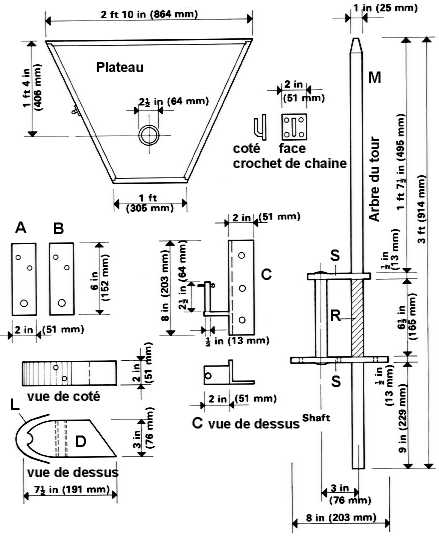 2 ft 10 in (864 mm)
1 in (25 mm)
Plateau
1 ft 4 in
(406 mm)
2½ in (64 mm)
2 in
(51 mm)
coté face
crochet de chaine
M
Arbre du tour
1 ft 7½ in (495 mm)
3 ft (914 mm)
1 ft
(305 mm)
A B
6 in
(152 mm)
2 in (51 mm)
2 in (51 mm)
8 in (203 mm)
2½ in
(64 mm)
C
½ in (13 mm)
S
½ in
(13 mm)
R
6½ in
(165 mm)
S
½ in
(13 mm)
2 in
(51 mm)
vue de coté
L
D
3 in
(76 mm)
vue de dessus
7½ in (191 mm)
2 in (51 mm)
C vue de dessus
Shaft
9 in (229 mm)
3 in
(76 mm)
8 in (203 mm)